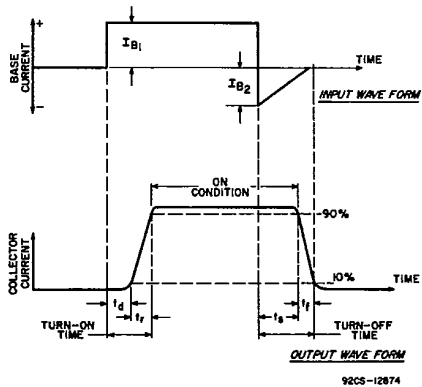 +
BASE
CURRENT
−
IB1
IB2
TIME
INPUT WAVE FORM
ON
CONDITION
90%
COLLECTOR
CURRENT
10%
TIME
td
tr
ts
tf
TURN-ON
TIME
TURN-OFF
TIME
OUTPUT WAVE FORM
92CS-12874